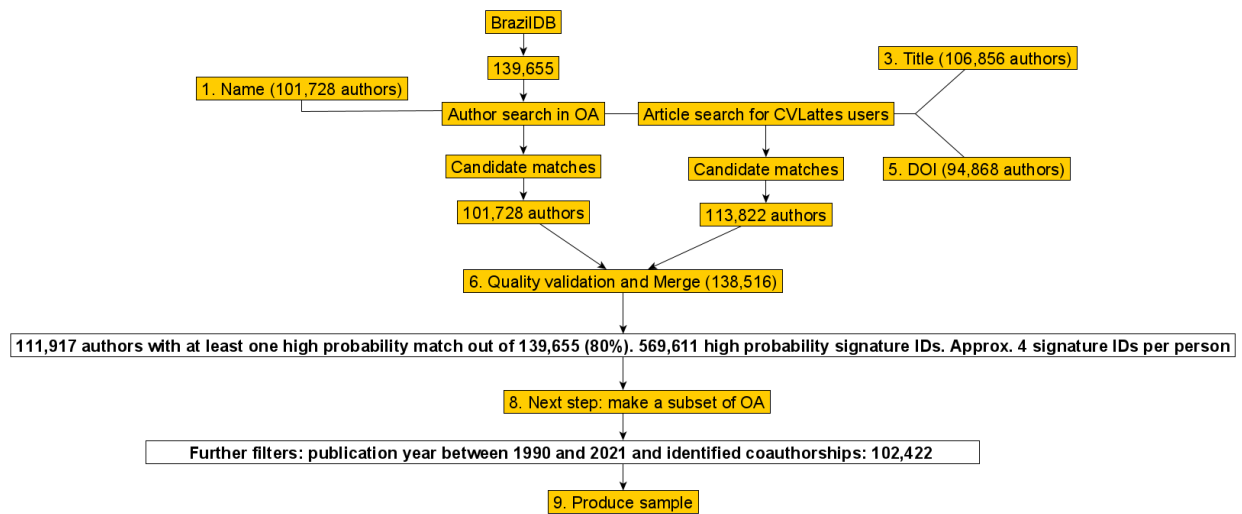 BrazilDB
139,655
3. Title (106,856 authors)
1. Name (101,728 authors)
Author search in OA
Article search for CVLattes users
Candidate matches
Candidate matches
5. DOI (94,868 authors)
101,728 authors
113,822 authors
6. Quality validation and Merge (138,516)
111,917 authors with at least one high probability match out of 139,655 (80%). 569,611 high probability signature IDs. Approx. 4 signature IDs per person
8. Next step: make a subset of OA
Further filters: publication year between 1990 and 2021 and identified coauthorships: 102,422
9. Produce sample